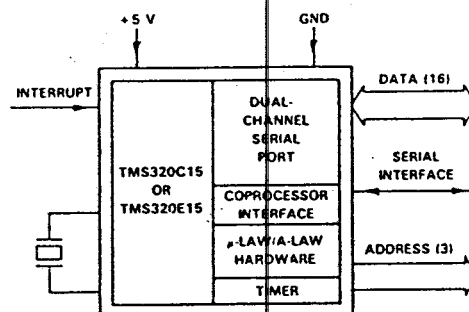 +5 V
GND
INTERRUPT
DATA (16)
DUAL-
CHANNEL
SERIAL
PORT
TMS320C15
OR
TMS320E15
SERIAL
INTERFACE
COPROCESSOR
INTERFACE
μ-LAW/A-LAW
HARDWARE
ADDRESS (3)
TIMER